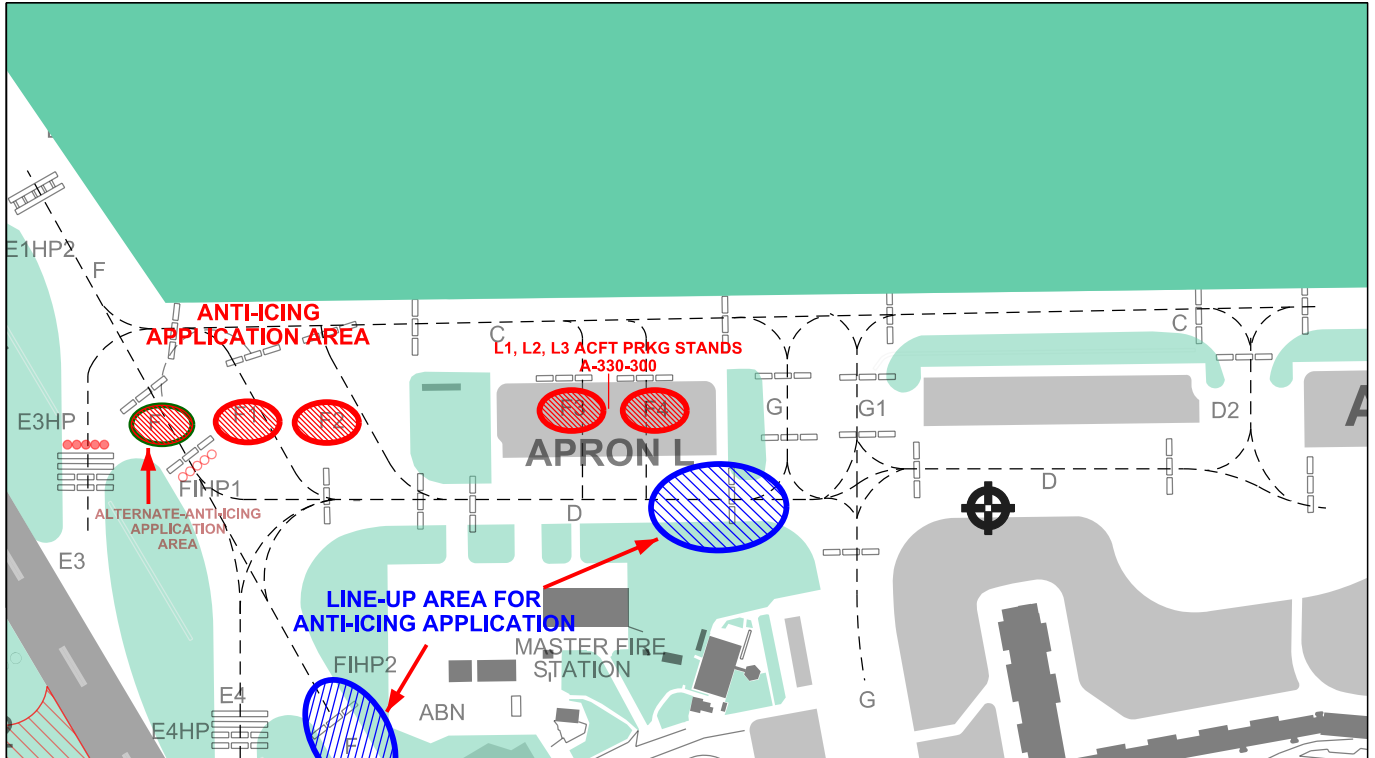 E1HP2
F
ANTI-ICING
APPLICATION AREA
C
C
L1, L2, L3 ACFT PRKG STANDS
A-330-300
E3HP
F1
F2
F3
F4
G
G1
D2
A
APRON L
FIHP1
D
D
ALTERNATE-ANTI-ICING
APPLICATION
AREA
E3
LINE-UP AREA FOR
ANTI-ICING APPLICATION
MASTER FIRE
STATION
FIHP2
E4
ABN
G
E4HP
F